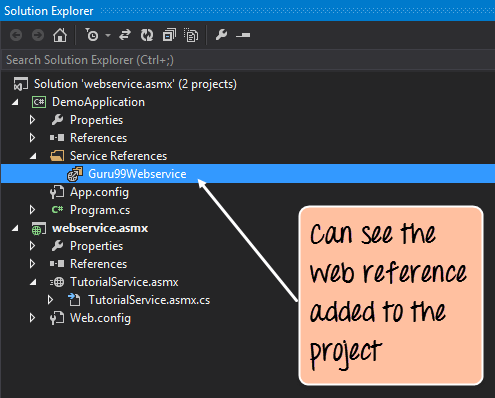 Solution Explorer
Search Solution Explorer (Ctrl+;)
Solution 'webservice.asmx' (2 projects)
C# DemoApplication
Properties
References
Service References
Guru99Webservice
App.config
C# Program.cs
webservice.asmx
Properties
References
TutorialService.asmx
TutorialService.asmx.cs
Web.config
Can see the
web reference
added to the
project